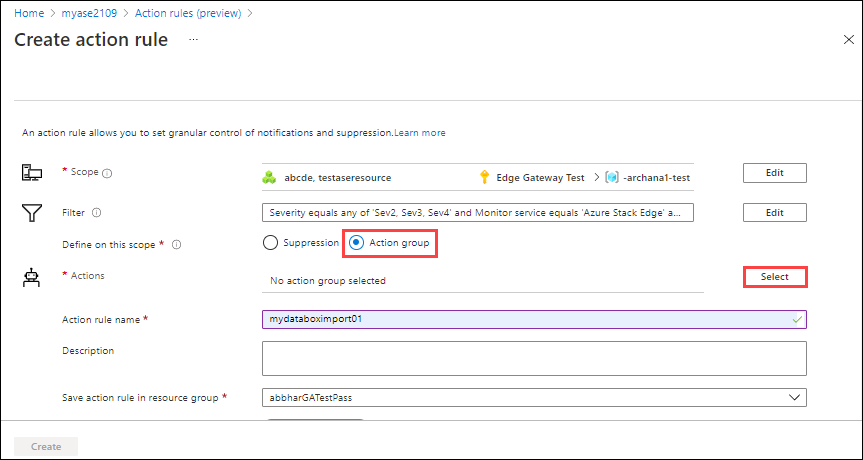 Home > myase2109 > Action rules (preview) >
Create action rule ...
An action rule allows you to set granular control of notifications and suppression.Learn more
* Scope abcde, testaseresource Edge Gateway Test > -archana1-test Edit
Filter Severity equals any of 'Sev2, Sev3, Sev4' and Monitor service equals 'Azure Stack Edge' a... Edit
Define on this scope * Suppression Action group
* Actions No action group selected Select
Action rule name * mydataboximport01
Description
Save action rule in resource group * abbharGATestPass
Create